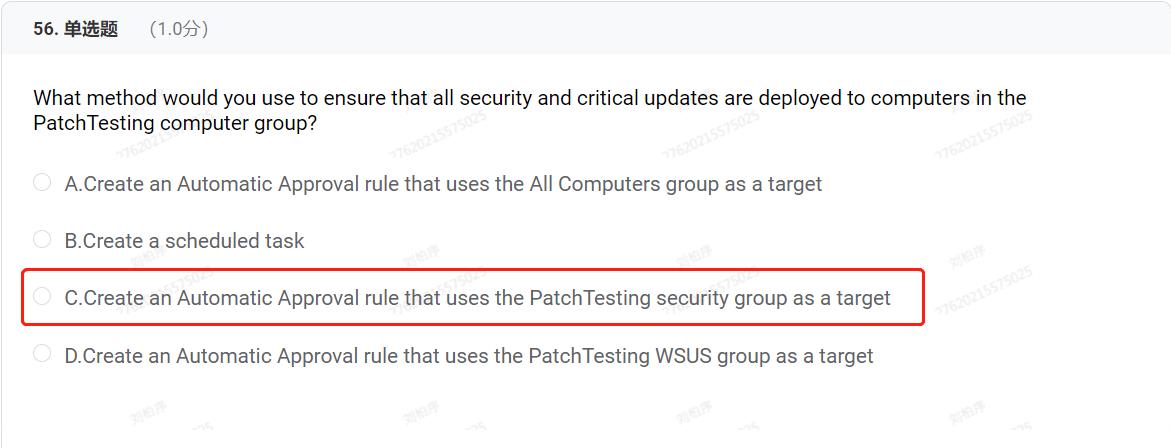 56. 单选题 （1.0分）
What method would you use to ensure that all security and critical updates are deployed to computers in the
PatchTesting computer group?
A.Create an Automatic Approval rule that uses the All Computers group as a target
B.Create a scheduled task
C.Create an Automatic Approval rule that uses the PatchTesting security group as a target
D.Create an Automatic Approval rule that uses the PatchTesting WSUS group as a target